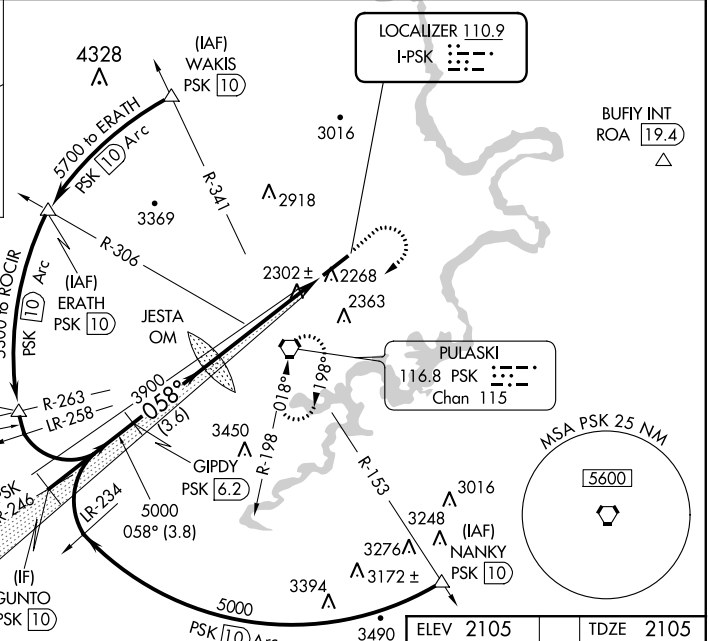 LOCALIZER 110.9
I-PSK
4328
(IAF)
WAKIS
PSK 10
5700 to ERATH
PSK 10 Arc
3016
BUFIY INT
ROA 19.4
R-341
2918
3369
R-306
(IAF)
ERATH
PSK 10
to ROCIR
PSK 10 Arc
2302 ±
2268
2363
JESTA
OM
PULASKI
116.8 PSK
Chan 115
R-263
LR-258
3900
058°
(3.6)
018°
198°
R-198
R-153
3450
GIPDY
PSK 6.2
MSA PSK 25 NM
5600
R-246
LR-234
5000
058° (3.8)
3016
3248
3276
3172 ±
(IAF)
NANKY
PSK 10
(IF)
GUNTO
PSK 10
5000
PSK 10 Arc
3394
3490
ELEV 2105
TDZE 2105